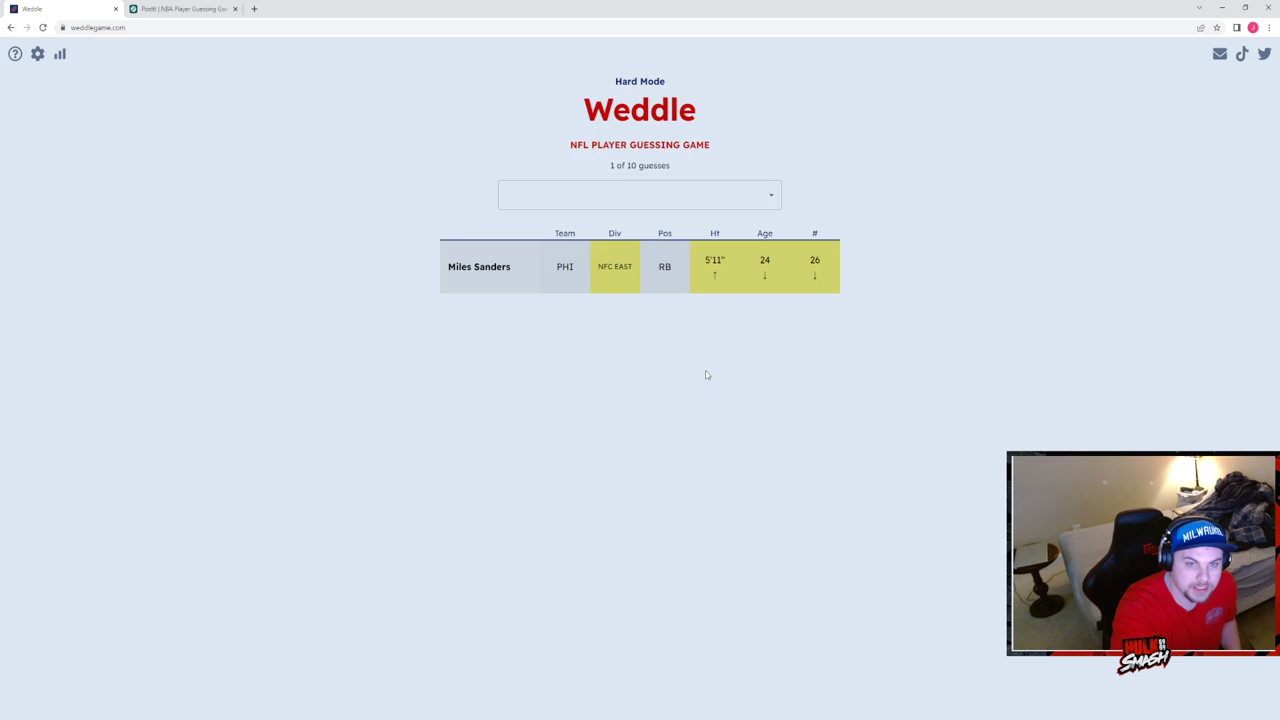 Weddle
Poeltl | NBA Player Guessing Ga
weddlegame.com
J
Hard Mode
Weddle
NFL PLAYER GUESSING GAME
1 of 10 guesses
Team Div Pos Ht Age #
Miles Sanders PHI NFC EAST RB 5'11" 24 26
↑ ↓ ↓
MILWAUKEE
HULK
SMASH